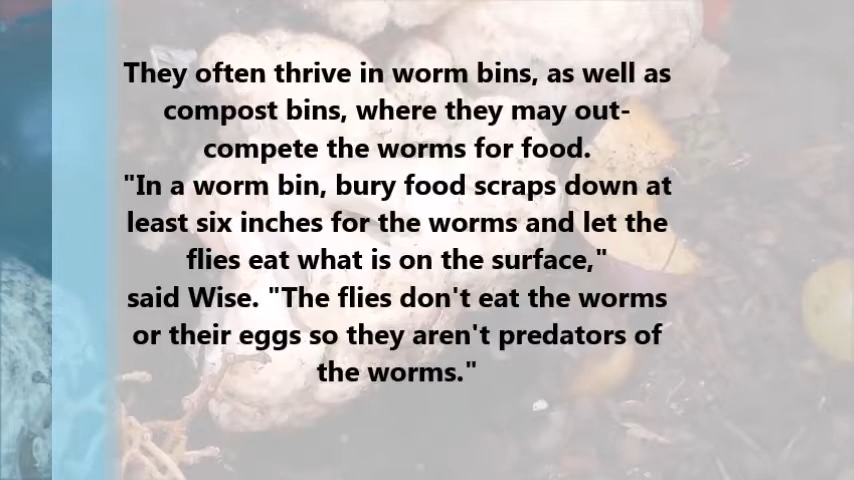 They often thrive in worm bins, as well as
compost bins, where they may out-
compete the worms for food.
"In a worm bin, bury food scraps down at
least six inches for the worms and let the
flies eat what is on the surface,"
said Wise. "The flies don't eat the worms
or their eggs so they aren't predators of
the worms."